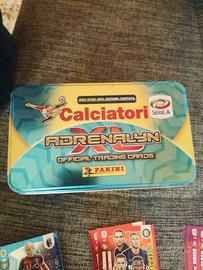 Calciatori
SERIE A
ADRENALYN
XL
OFFICIAL TRADING CARDS
PANINI